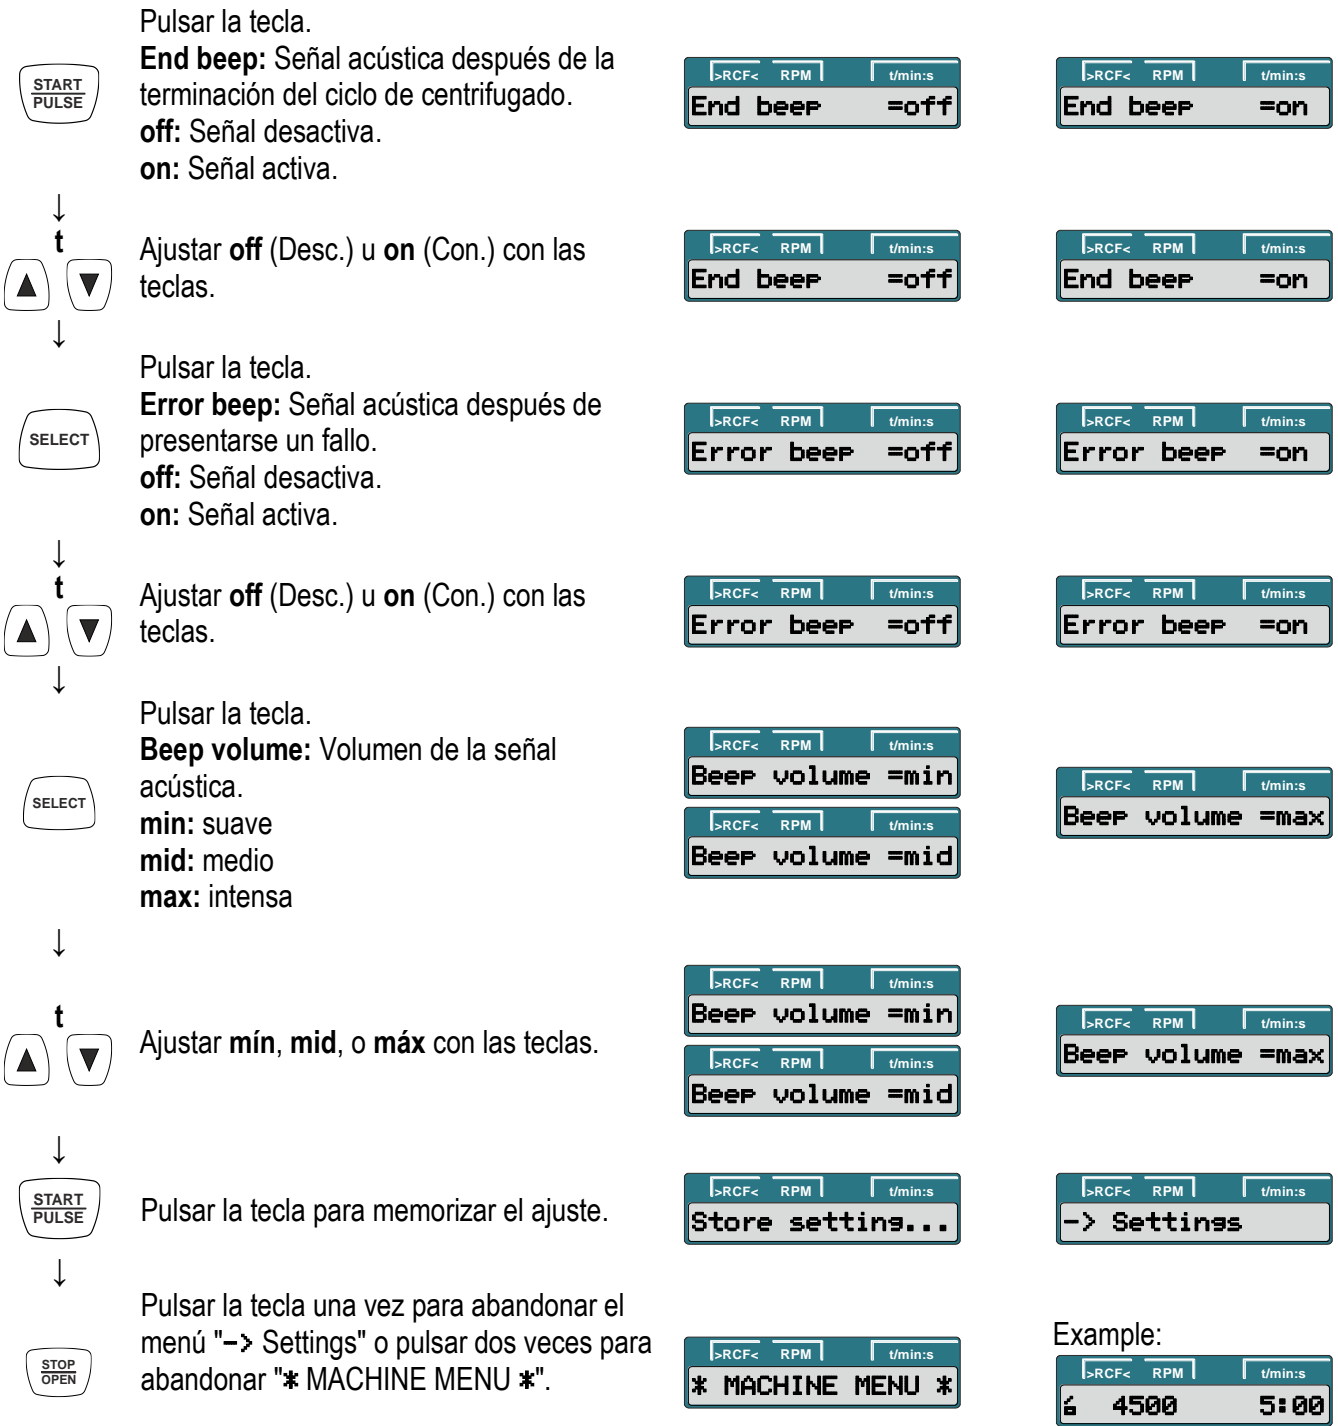 Pulsar la tecla.
End beep: Señal acústica después de la
terminación del ciclo de centrifugado.
off: Señal desactiva.
on: Señal activa.
START
PULSE
>RCF< RPM t/min:s
End beep =off
>RCF< RPM t/min:s
End beep =on
↓
t
▲ ▼
Ajustar off (Desc.) u on (Con.) con las
teclas.
>RCF< RPM t/min:s
End beep =off
>RCF< RPM t/min:s
End beep =on
↓
Pulsar la tecla.
Error beep: Señal acústica después de
presentarse un fallo.
off: Señal desactiva.
on: Señal activa.
SELECT
>RCF< RPM t/min:s
Error beep =off
>RCF< RPM t/min:s
Error beep =on
↓
t
▲ ▼
Ajustar off (Desc.) u on (Con.) con las
teclas.
>RCF< RPM t/min:s
Error beep =off
>RCF< RPM t/min:s
Error beep =on
↓
Pulsar la tecla.
Beep volume: Volumen de la señal
acústica.
min: suave
mid: medio
max: intensa
SELECT
>RCF< RPM t/min:s
Beep volume =min
>RCF< RPM t/min:s
Beep volume =mid
>RCF< RPM t/min:s
Beep volume =max
↓
t
▲ ▼
Ajustar mín, mid, o máx con las teclas.
>RCF< RPM t/min:s
Beep volume =min
>RCF< RPM t/min:s
Beep volume =mid
>RCF< RPM t/min:s
Beep volume =max
↓
START
PULSE
Pulsar la tecla para memorizar el ajuste.
>RCF< RPM t/min:s
Store setting...
>RCF< RPM t/min:s
-> Settings
↓
STOP
OPEN
Pulsar la tecla una vez para abandonar el
menú "-> Settings" o pulsar dos veces para
abandonar "* MACHINE MENU *".
>RCF< RPM t/min:s
* MACHINE MENU *
Example:
>RCF< RPM t/min:s
4500 5:00